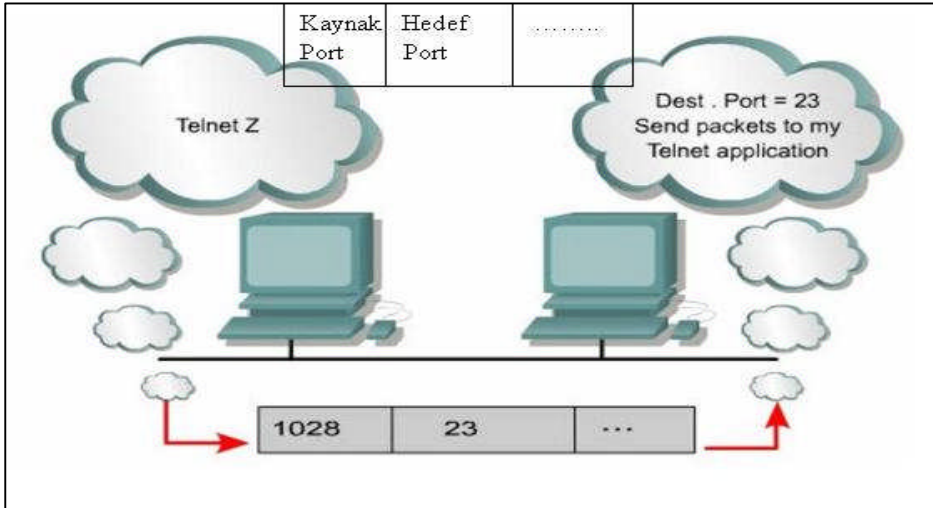 Kaynak Port
Hedef Port
........
Telnet Z
Dest . Port = 23
Send packets to my
Telnet application
1028
23
...